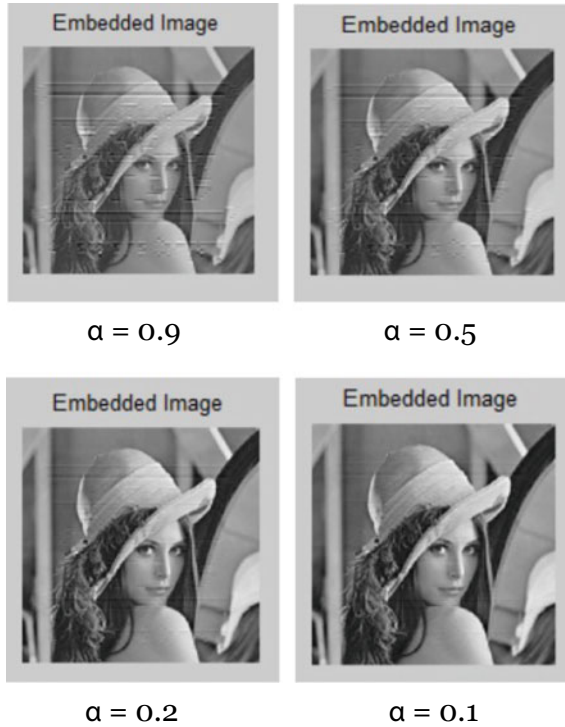 Embedded Image
Embedded Image
α = 0.9
α = 0.5
Embedded Image
Embedded Image
α = 0.2
α = 0.1